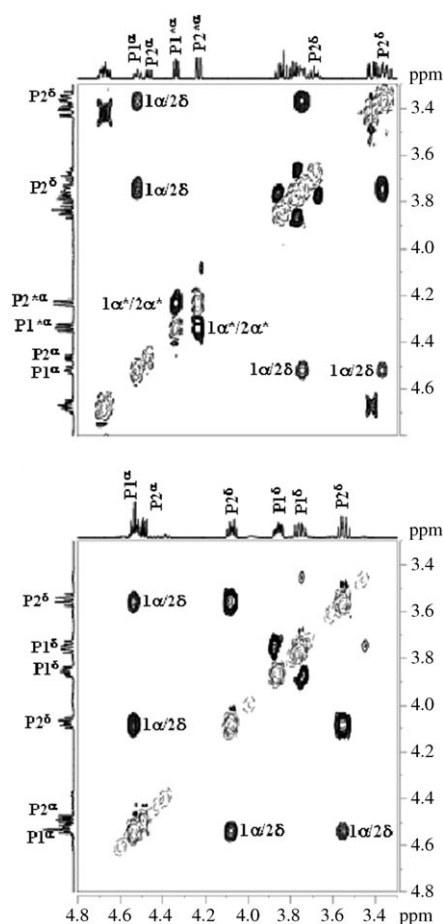 P1α P2α P1*α P2*α P2δ P2δ
ppm
P2δ 1α/2δ 3.4
3.6
P2δ 1α/2δ 3.8
4.0
P2*α 1α*/2α* 4.2
P1*α 1α*/2α* 4.4
P2α
P1α 1α/2δ 1α/2δ
4.6
P1α P2α P2δ P1δ P1δ P2δ
ppm
3.4
P2δ 1α/2δ 3.6
P1δ
3.8
P1δ
4.0
P2δ 1α/2δ
4.2
4.4
P2α
P1α 1α/2δ 1α/2δ
4.6
4.8
4.8 4.6 4.4 4.2 4.0 3.8 3.6 3.4 ppm